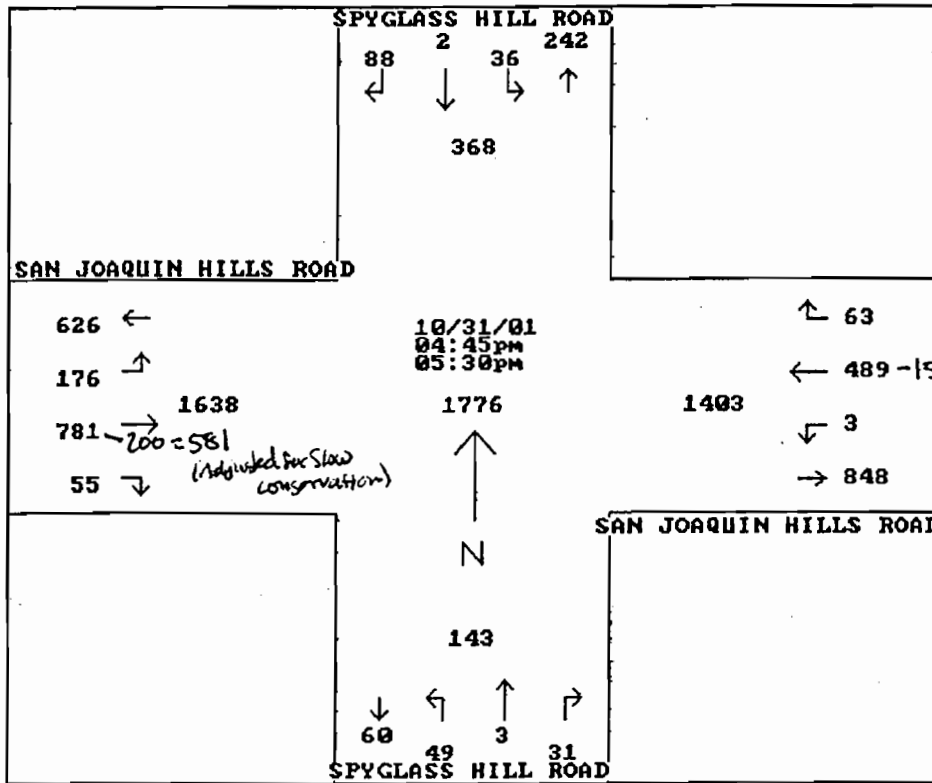 SPYGLASS HILL ROAD
2 242
88 36
368
SAN JOAQUIN HILLS ROAD
626
10/31/01
63
04:45pm
176
05:30pm
489 -15
1638 1776 1403
3
781 -200 = 581
(Adjusted for Slow
conservation)
55
848
SAN JOAQUIN HILLS ROAD
N
143
60 3
49 31
SPYGLASS HILL ROAD